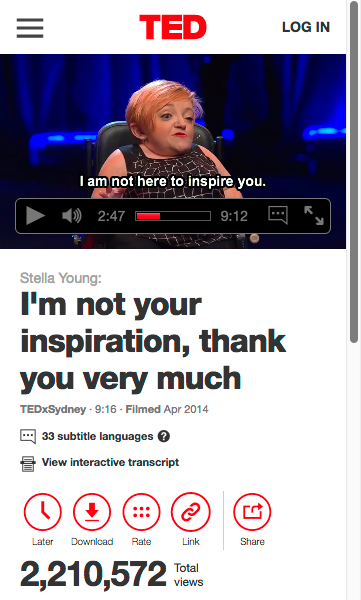 TED
LOG IN
I am not here to inspire you.
2:47 9:12
Stella Young:
I'm not your
inspiration, thank
you very much
TEDxSydney · 9:16 · Filmed Apr 2014
33 subtitle languages ?
View interactive transcript
Later Download Rate Link Share
2,210,572 Total
views